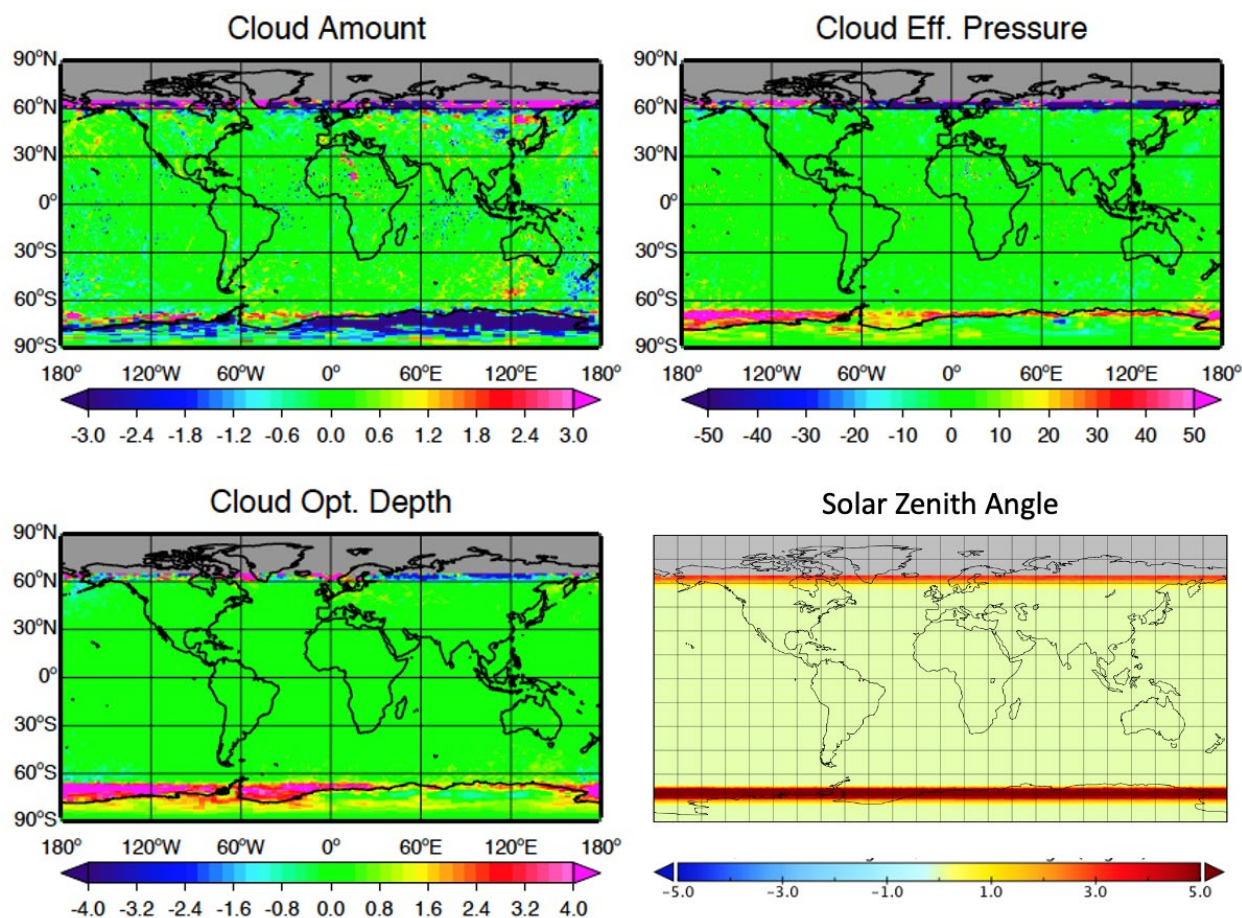 Cloud Amount
90°N
60°N
30°N
0°
30°S
60°S
90°S
180° 120°W 60°W 0° 60°E 120°E 180°
-3.0 -2.4 -1.8 -1.2 -0.6 0.0 0.6 1.2 1.8 2.4 3.0
Cloud Eff. Pressure
90°N
60°N
30°N
0°
30°S
60°S
90°S
180° 120°W 60°W 0° 60°E 120°E 180°
-50 -40 -30 -20 -10 0 10 20 30 40 50
Cloud Opt. Depth
90°N
60°N
30°N
0°
30°S
60°S
90°S
180° 120°W 60°W 0° 60°E 120°E 180°
-4.0 -3.2 -2.4 -1.6 -0.8 0.0 0.8 1.6 2.4 3.2 4.0
Solar Zenith Angle
-5.0 -3.0 -1.0 1.0 3.0 5.0